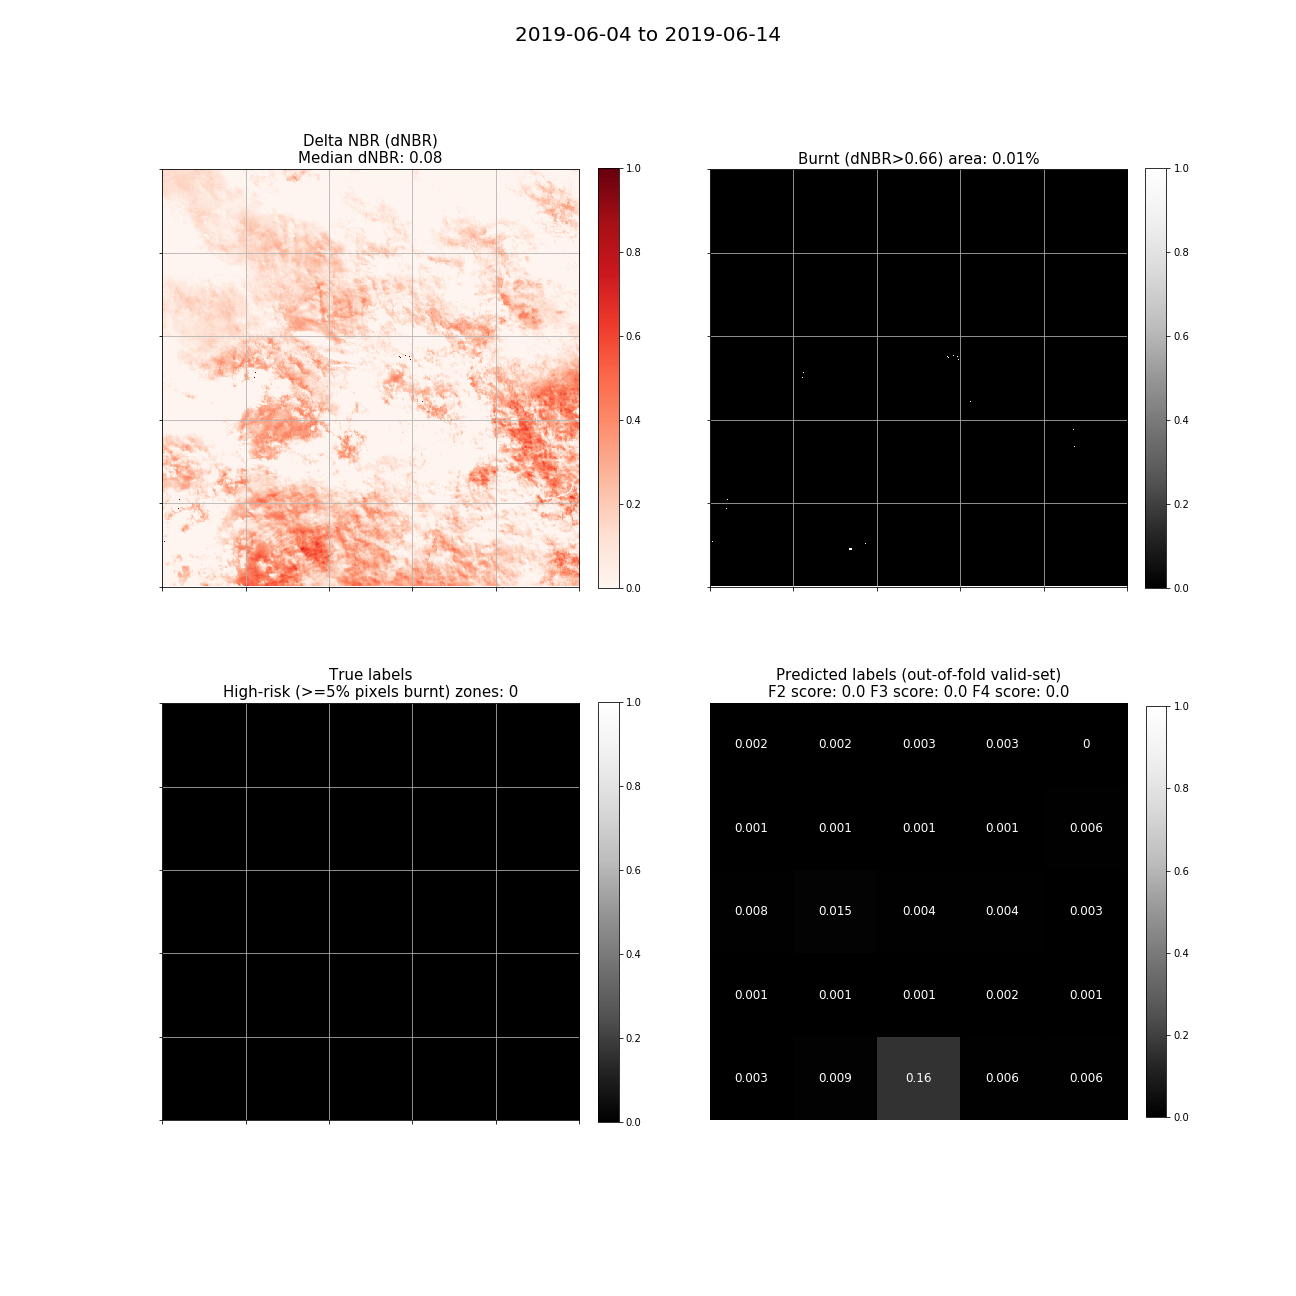 2019-06-04 to 2019-06-14
Delta NBR (dNBR)
Median dNBR: 0.08
1.0
0.8
0.6
0.4
0.2
0.0
Burnt (dNBR>0.66) area: 0.01%
1.0
0.8
0.6
0.4
0.2
0.0
True labels
High-risk (>=5% pixels burnt) zones: 0
1.0
0.8
0.6
0.4
0.2
0.0
Predicted labels (out-of-fold valid-set)
F2 score: 0.0 F3 score: 0.0 F4 score: 0.0
0.002 0.002 0.003 0.003 0
0.001 0.001 0.001 0.001 0.006
0.008 0.015 0.004 0.004 0.003
0.001 0.001 0.001 0.002 0.001
0.003 0.009 0.16 0.006 0.006
1.0
0.8
0.6
0.4
0.2
0.0